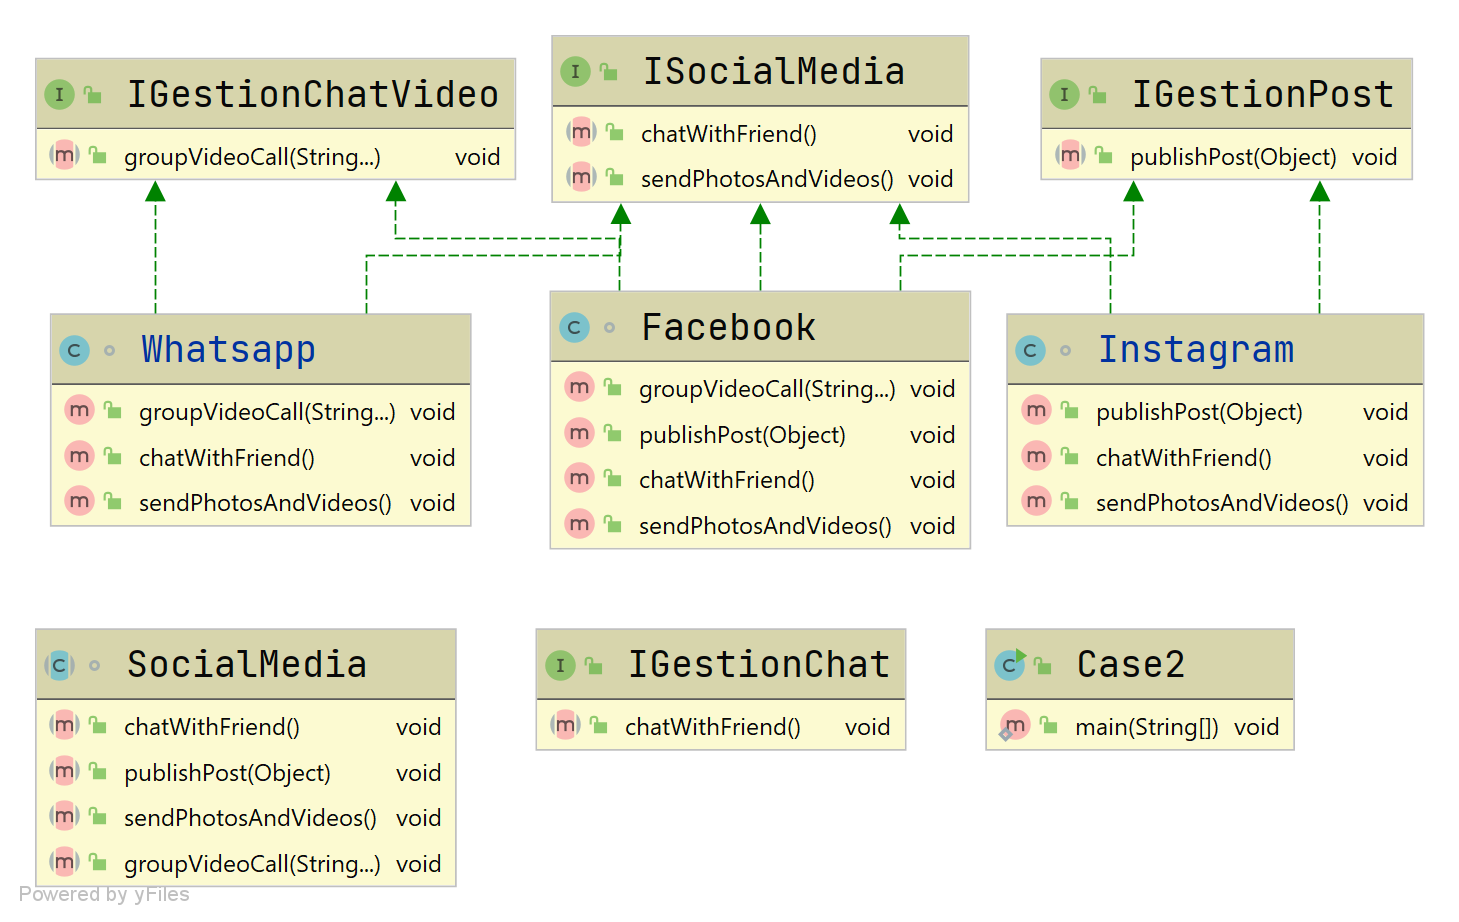 IGestionChatVideo
groupVideoCall(String...) void
ISocialMedia
chatWithFriend() void
sendPhotosAndVideos() void
IGestionPost
publishPost(Object) void
Whatsapp
groupVideoCall(String...) void
chatWithFriend() void
sendPhotosAndVideos() void
Facebook
groupVideoCall(String...) void
publishPost(Object) void
chatWithFriend() void
sendPhotosAndVideos() void
Instagram
publishPost(Object) void
chatWithFriend() void
sendPhotosAndVideos() void
SocialMedia
chatWithFriend() void
publishPost(Object) void
sendPhotosAndVideos() void
groupVideoCall(String...) void
IGestionChat
chatWithFriend() void
Case2
main(String[]) void
Powered by yFiles